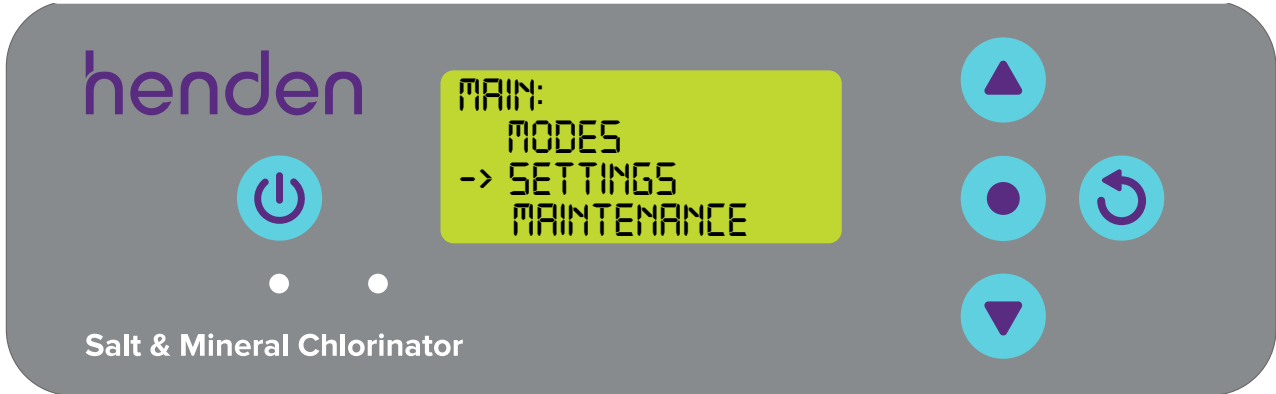 henden
MAIN:
MODES
-> SETTINGS
MAINTENANCE
Salt & Mineral Chlorinator